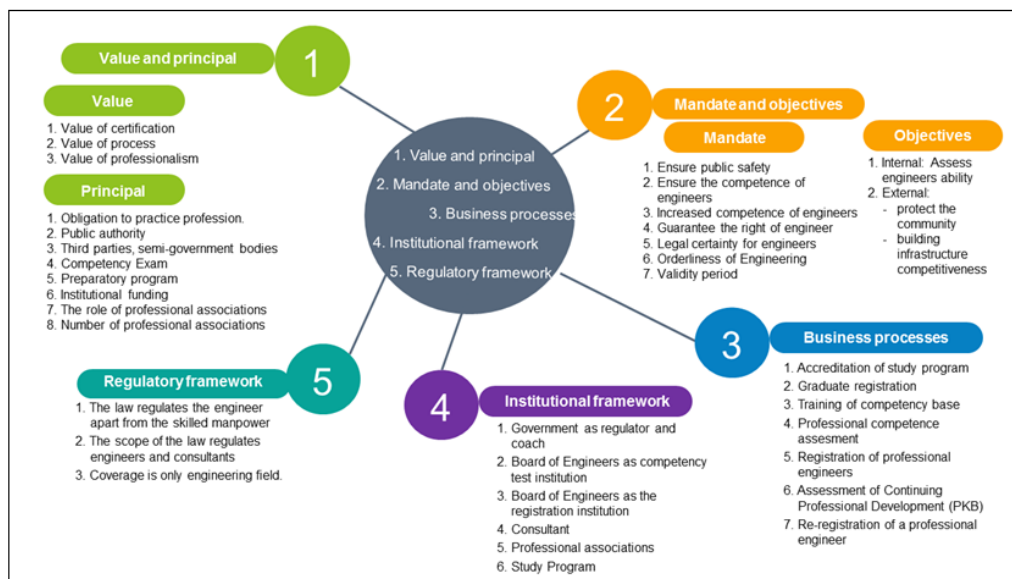 Value and principal
1
Value
1. Value of certification
2. Value of process
3. Value of professionalism
Principal
1. Obligation to practice profession.
2. Public authority
3. Third parties, semi-government bodies
4. Competency Exam
5. Preparatory program
6. Institutional funding
7. The role of professional associations
8. Number of professional associations
1. Value and principal
2. Mandate and objectives
3. Business processes
4. Institutional framework
5. Regulatory framework
2
Mandate and objectives
Mandate
1. Ensure public safety
2. Ensure the competence of
engineers
3. Increased competence of engineers
4. Guarantee the right of engineer
5. Legal certainty for engineers
6. Orderliness of Engineering
7. Validity period
Objectives
1. Internal: Assess
engineers ability
2. External:
- protect the
community
- building
infrastructure
competitiveness
3
Business processes
1. Accreditation of study program
2. Graduate registration
3. Training of competency base
4. Professional competence
assesment
5. Registration of professional
engineers
6. Assessment of Continuing
Professional Development (PKB)
7. Re-registration of a professional
engineer
4
Institutional framework
1. Government as regulator and
coach
2. Board of Engineers as competency
test institution
3. Board of Engineers as the
registration institution
4. Consultant
5. Professional associations
6. Study Program
Regulatory framework
5
1. The law regulates the engineer
apart from the skilled manpower
2. The scope of the law regulates
engineers and consultants
3. Coverage is only engineering field.